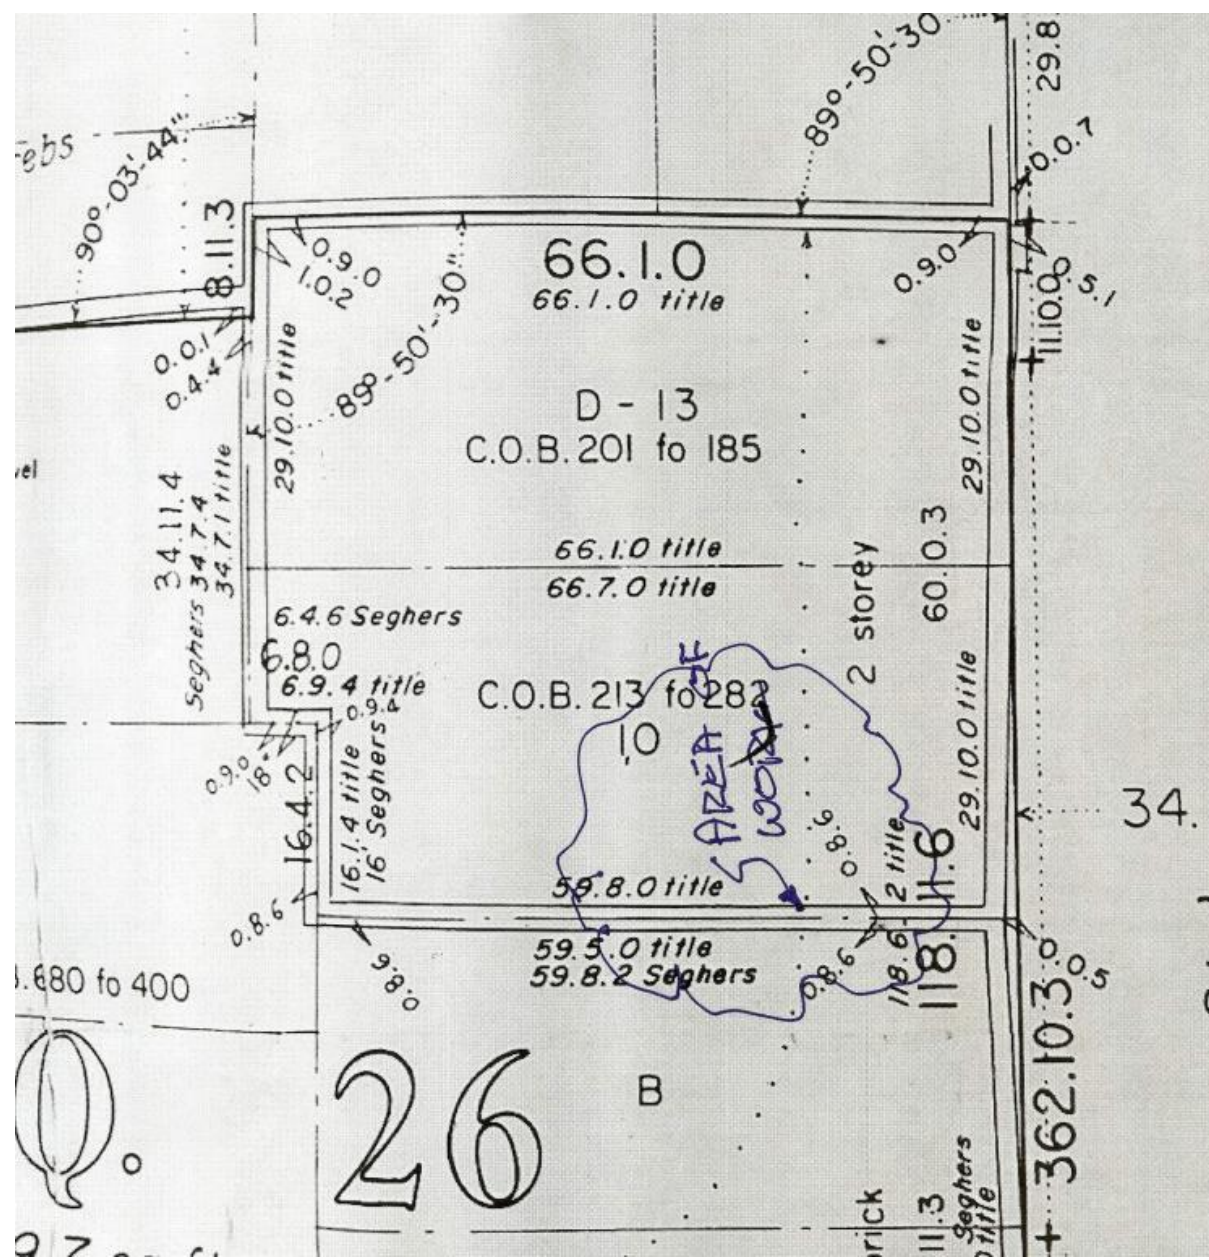 89°-50'-30
29.8
ebs
90°-03'-44"
0.0.7
8.11.3
0.9.0
1.0.2
66.1.0
66.1.0 title
0.9.0
0.5.1
11.10.0
0.0.1
0.4.4
29.10.0 title
89°-50'-30"
29.10.0 title
D - 13
C.O.B. 201 fo 185
34.11.4
Seghers 34.7.4
34.7.1 title
66.1.0 title
66.7.0 title
2 storey
60.0.3
6.4.6 Seghers
6.8.0
6.9.4 title
C.O.B. 213 fo 282
10
AREA OF
WORK
29.10.0 title
0.9.4
0.9.0
18
16.4.2
16.1.4 title
16 Seghers
34.
0.8.6
118.6.2 title
118.11.6
59.8.0 title
0.8.6
0.8.6
59.5.0 title
59.8.2 Seghers
0.8.6
0.0.5
680 fo 400
362.10.3
Q.
26
B
rick
11.3
Seghers
title